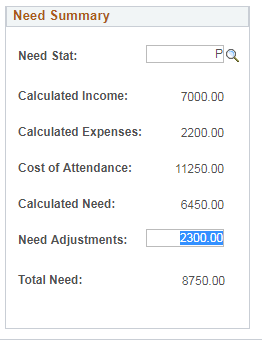 Need Summary
Need Stat: P
Calculated Income: 7000.00
Calculated Expenses: 2200.00
Cost of Attendance: 11250.00
Calculated Need: 6450.00
Need Adjustments: 2300.00
Total Need: 8750.00